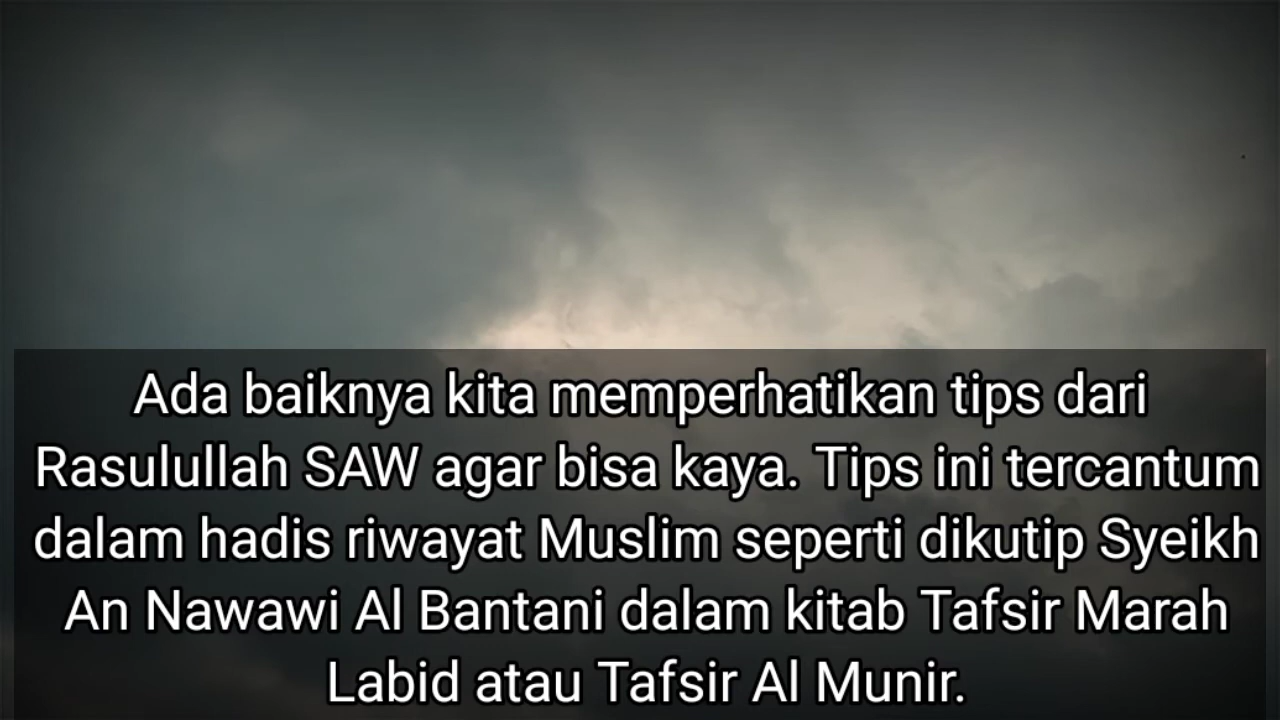 Ada baiknya kita memperhatikan tips dari
Rasulullah SAW agar bisa kaya. Tips ini tercantum
dalam hadis riwayat Muslim seperti dikutip Syeikh
An Nawawi Al Bantani dalam kitab Tafsir Marah
Labid atau Tafsir Al Munir.